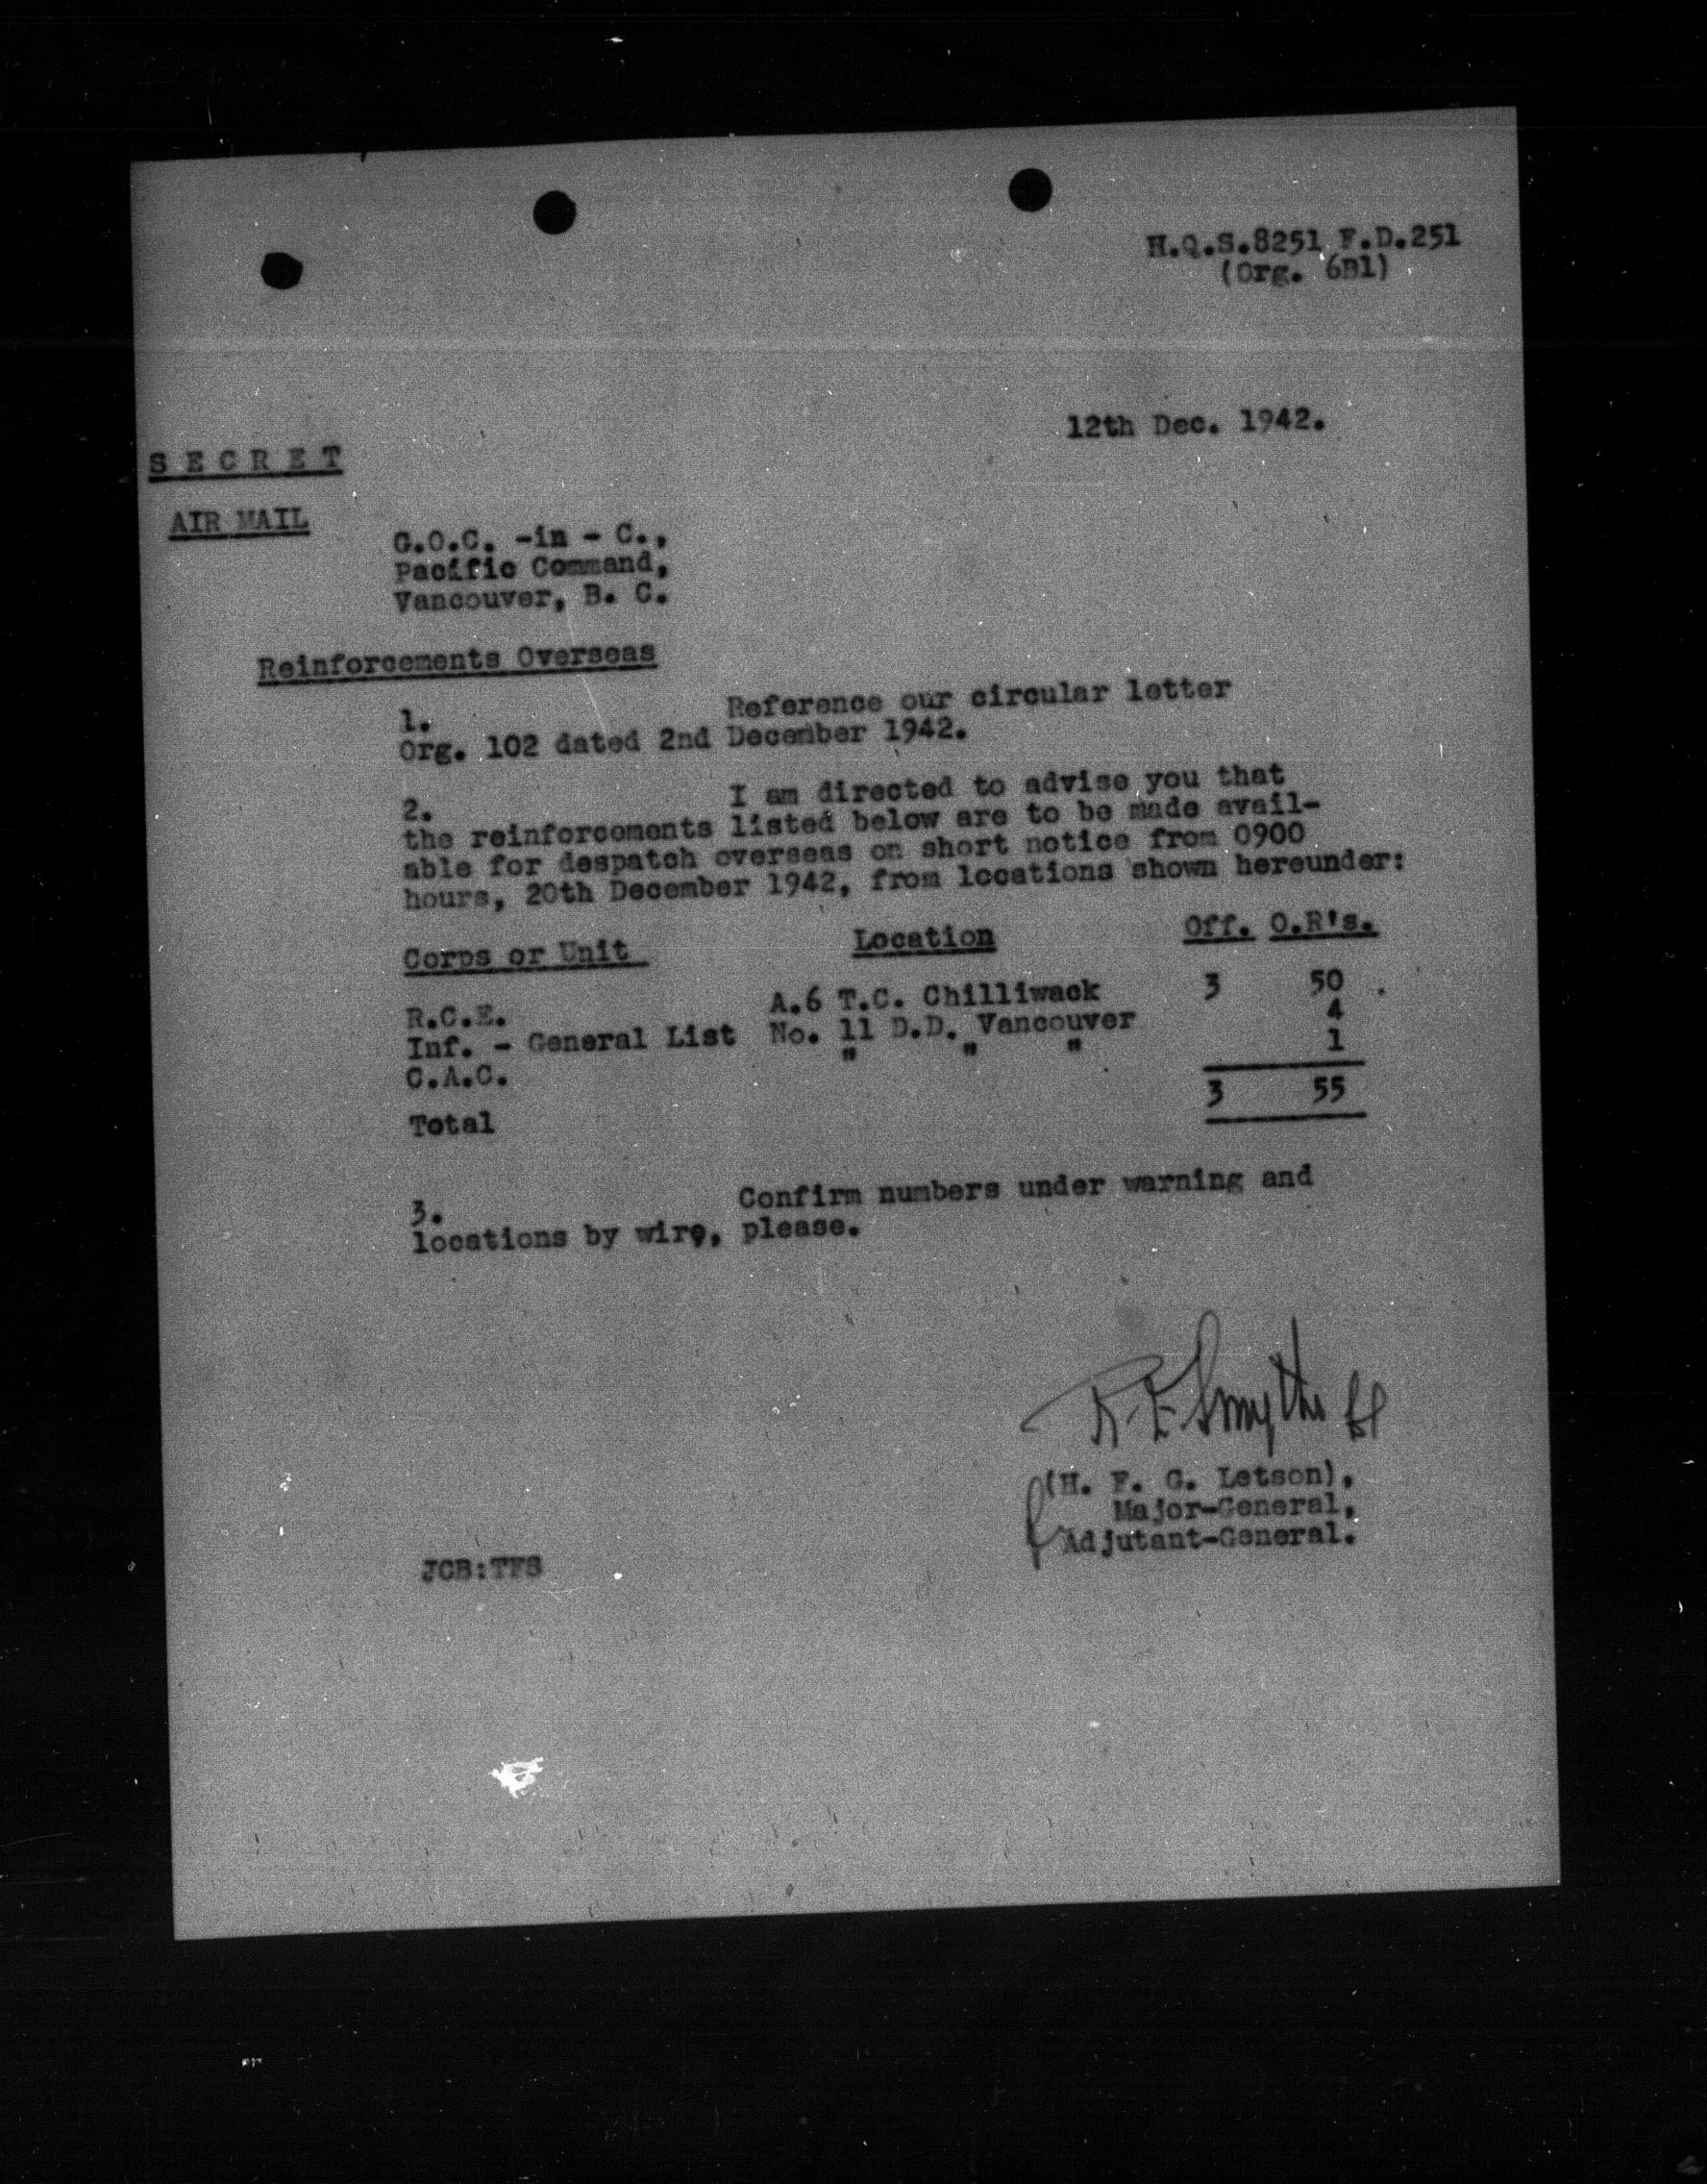 H.Q.S.8251 F.D.251
(Org. 6B1)
12th Dec. 1942.
S E C R E T
AIR MAIL
G.O.C. -in - C.,
Pacific Command,
Vancouver, B. C.
Reinforcements Overseas
1. Reference our circular letter
Org. 102 dated 2nd December 1942.
2. I am directed to advise you that
the reinforcements listed below are to be made avail-
able for despatch overseas on short notice from 0900
hours, 20th December 1942, from locations shown hereunder:
Corps or Unit Location Off. O.R's.
R.C.E. A.6 T.C. Chilliwack 3 50
Inf. - General List No. 11 D.D. Vancouver 4
C.A.C. " " " 1
Total 3 55
3. Confirm numbers under warning and
locations by wire, please.
R. E. Smythe
(H. F. G. Letson),
Major-General,
for Adjutant-General.
JCB:TFS